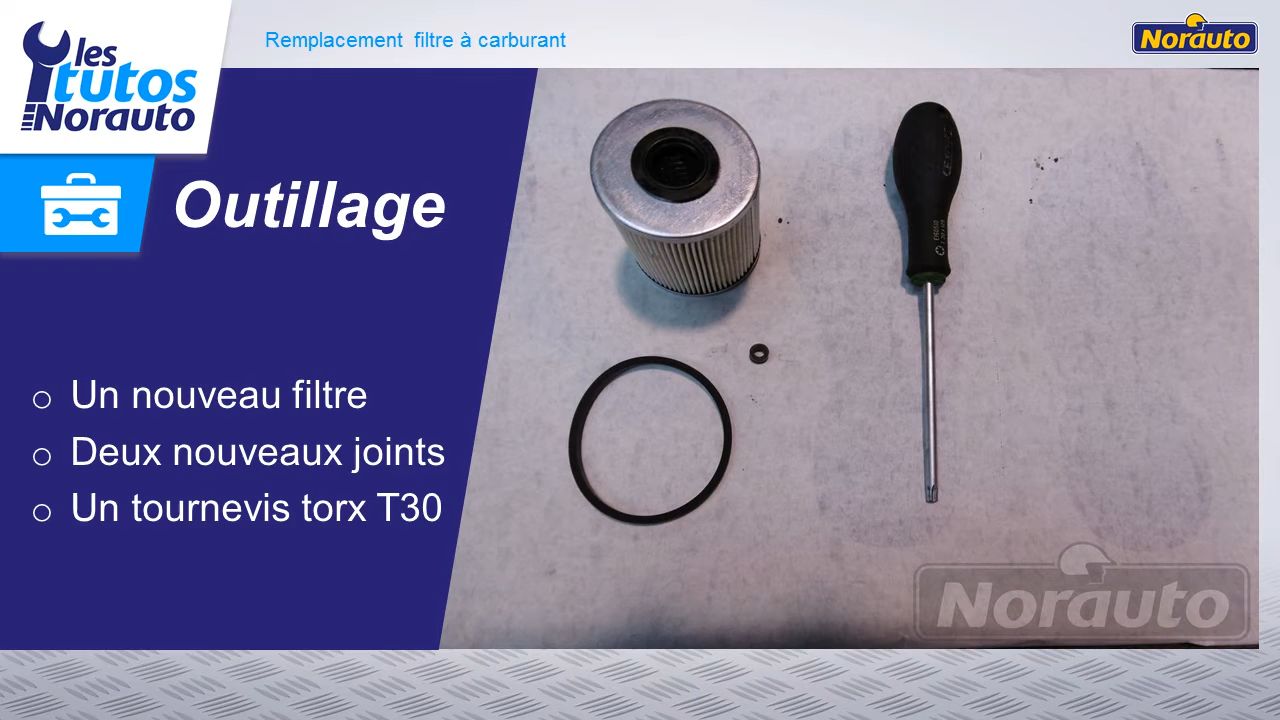 les
tutos
Norauto
Remplacement filtre à carburant
Norauto
Outillage
o Un nouveau filtre
o Deux nouveaux joints
o Un tournevis torx T30
Norauto